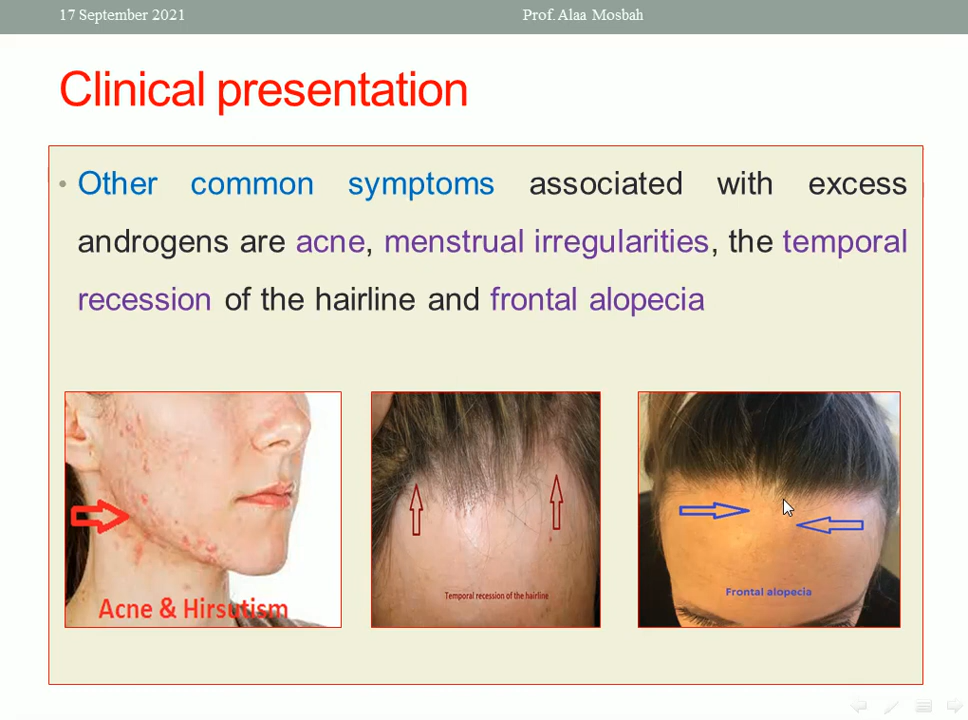 17 September 2021
Prof. Alaa Mosbah
Clinical presentation
• Other common symptoms associated with excess
androgens are acne, menstrual irregularities, the temporal
recession of the hairline and frontal alopecia
Acne & Hirsutism
Temporal recession of the hairline
Frontal alopecia